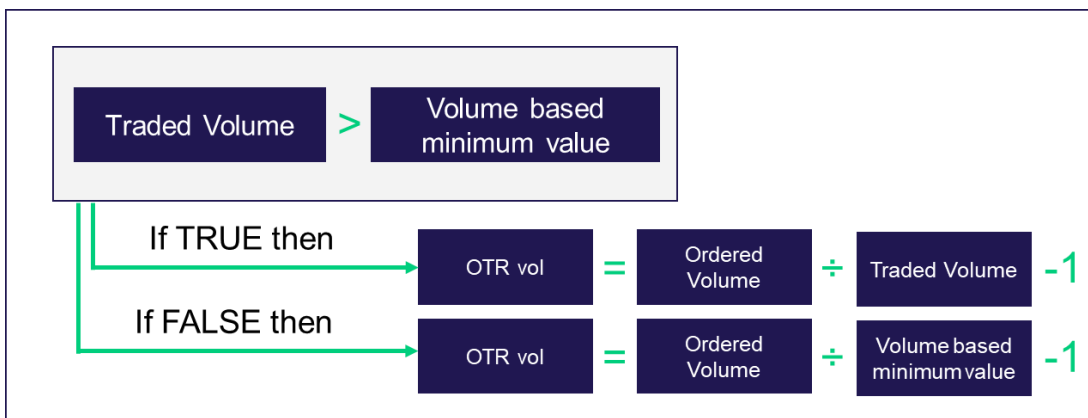 Traded Volume > Volume based
minimum value
If TRUE then
OTR vol = Ordered
Volume ÷ Traded Volume -1
If FALSE then
OTR vol = Ordered
Volume ÷ Volume based
minimum value -1